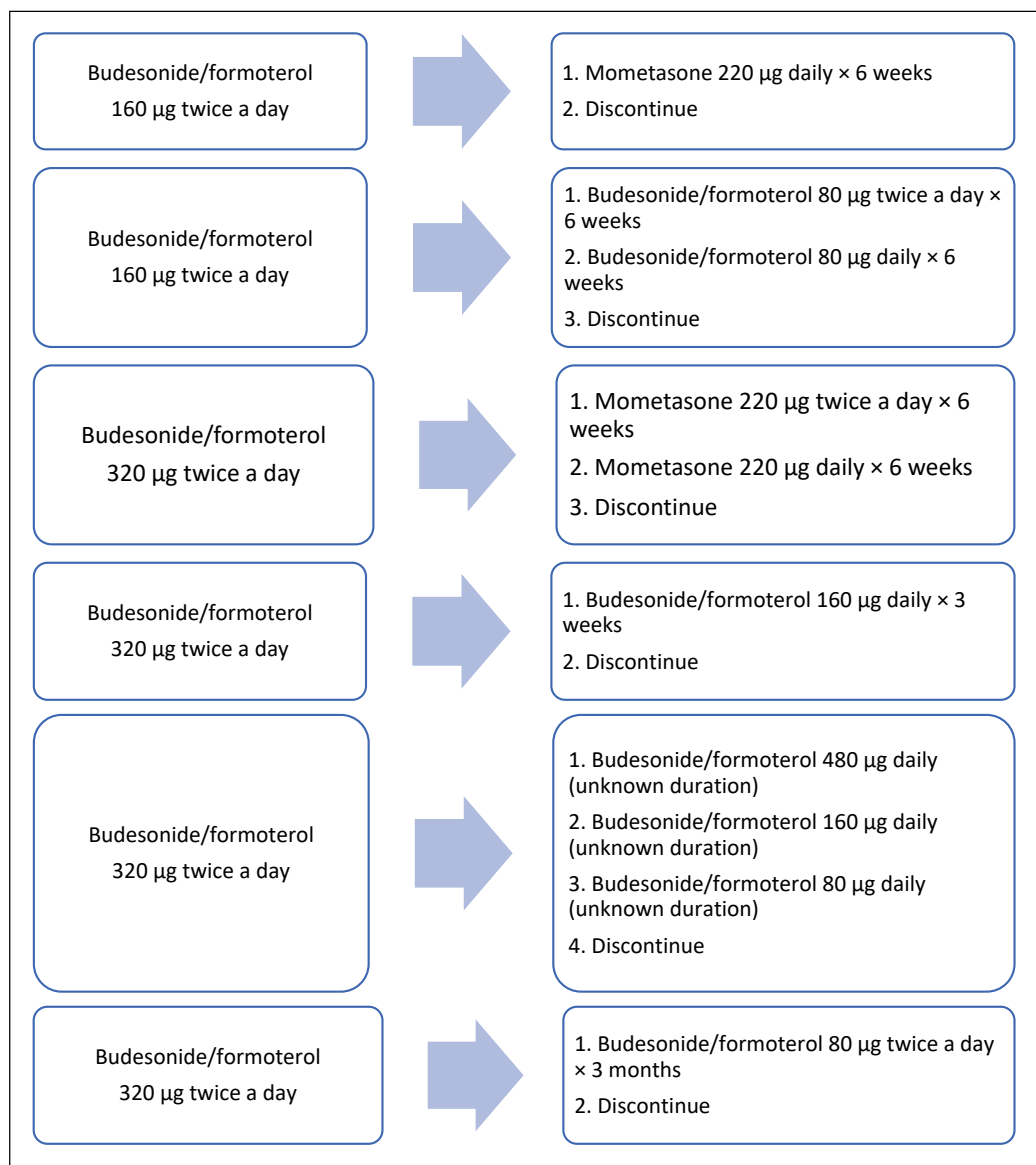 Budesonide/formoterol
160 µg twice a day
1. Mometasone 220 µg daily × 6 weeks
2. Discontinue
Budesonide/formoterol
160 µg twice a day
1. Budesonide/formoterol 80 µg twice a day ×
6 weeks
2. Budesonide/formoterol 80 µg daily × 6
weeks
3. Discontinue
Budesonide/formoterol
320 µg twice a day
1. Mometasone 220 µg twice a day × 6
weeks
2. Mometasone 220 µg daily × 6 weeks
3. Discontinue
Budesonide/formoterol
320 µg twice a day
1. Budesonide/formoterol 160 µg daily × 3
weeks
2. Discontinue
Budesonide/formoterol
320 µg twice a day
1. Budesonide/formoterol 480 µg daily
(unknown duration)
2. Budesonide/formoterol 160 µg daily
(unknown duration)
3. Budesonide/formoterol 80 µg daily
(unknown duration)
4. Discontinue
Budesonide/formoterol
320 µg twice a day
1. Budesonide/formoterol 80 µg twice a day
× 3 months
2. Discontinue